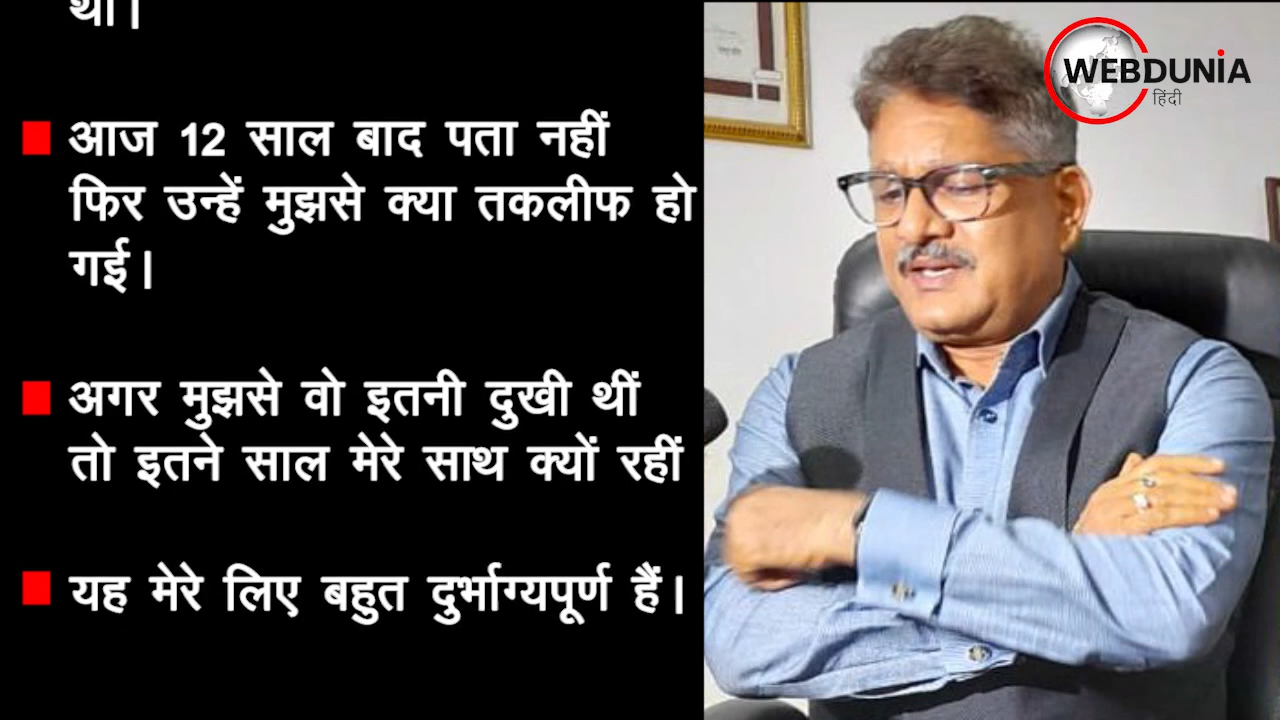 थी।
आज 12 साल बाद पता नहीं
फिर उन्हें मुझसे क्या तकलीफ हो
गई।
अगर मुझसे वो इतनी दुखी थीं
तो इतने साल मेरे साथ क्यों रहीं
यह मेरे लिए बहुत दुर्भाग्यपूर्ण हैं।
WEBDUNIA
हिंदी